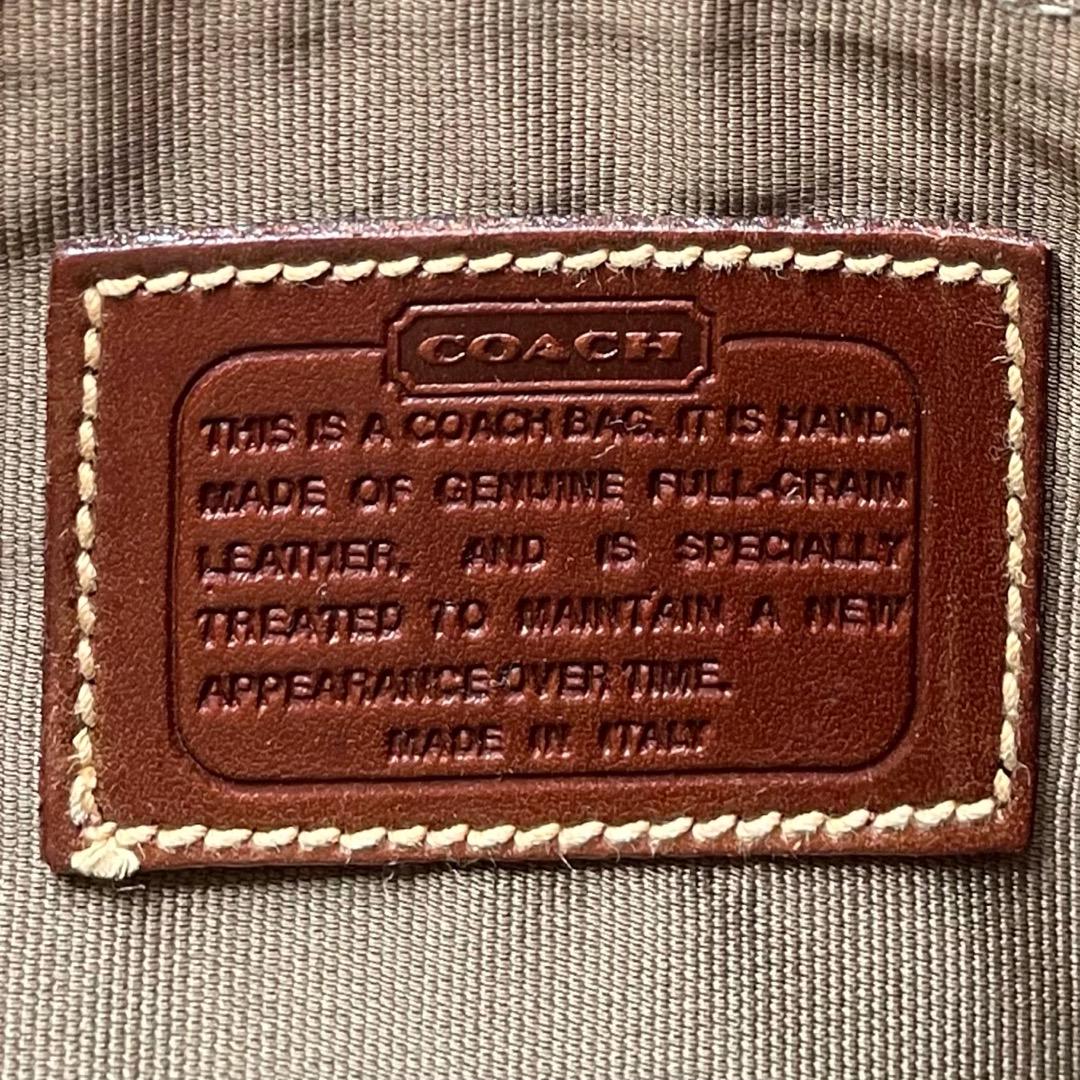 COACH
THIS IS A COACH BAG. IT IS HAND-
MADE OF GENUINE FULL-GRAIN
LEATHER, AND IS SPECIALLY
TREATED TO MAINTAIN A NEW
APPEARANCE OVER TIME.
MADE IN ITALY